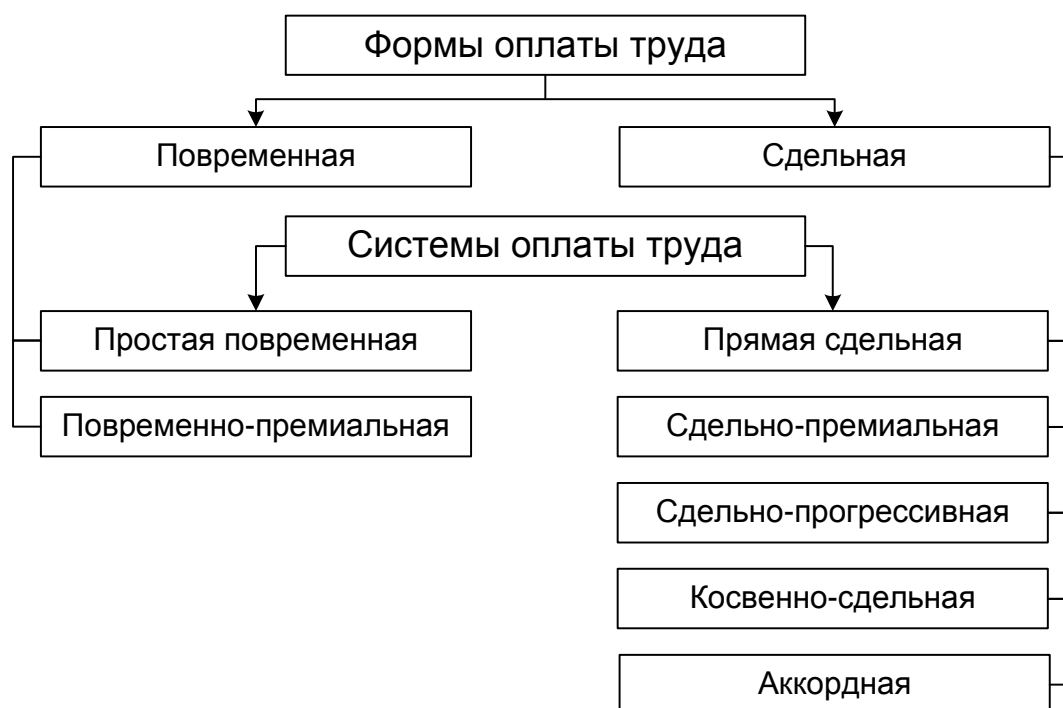 Формы оплаты труда
Повременная
Сдельная
Системы оплаты труда
Простая повременная
Прямая сдельная
Повременно-премиальная
Сдельно-премиальная
Сдельно-прогрессивная
Косвенно-сдельная
Аккордная